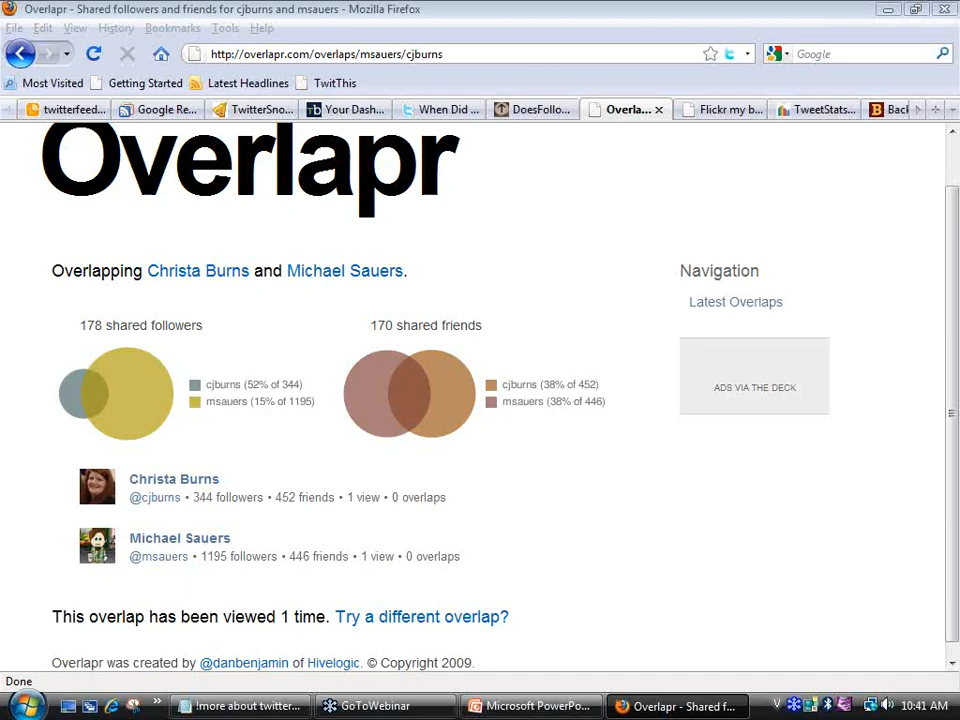 Overlapr - Shared followers and friends for cjburns and msauers - Mozilla Firefox
File Edit View History Bookmarks Tools Help
http://overlapr.com/overlaps/msauers/cjburns
Google
Most Visited Getting Started Latest Headlines TwitThis
twitterfeed... Google Re... TwitterSno... Your Dash... When Did ... DoesFollo... Overla... Flickr my b... TweetStats... Back
Overlapr
Overlapping Christa Burns and Michael Sauers.
Navigation
Latest Overlaps
178 shared followers
170 shared friends
cjburns (52% of 344)
msauers (15% of 1195)
cjburns (38% of 452)
msauers (38% of 446)
ADS VIA THE DECK
Christa Burns
@cjburns • 344 followers • 452 friends • 1 view • 0 overlaps
Michael Sauers
@msauers • 1195 followers • 446 friends • 1 view • 0 overlaps
This overlap has been viewed 1 time. Try a different overlap?
Overlapr was created by @danbenjamin of Hivelogic. © Copyright 2009.
Done
!more about twitter... GoToWebinar Microsoft PowerPo... Overlapr - Shared f... 10:41 AM